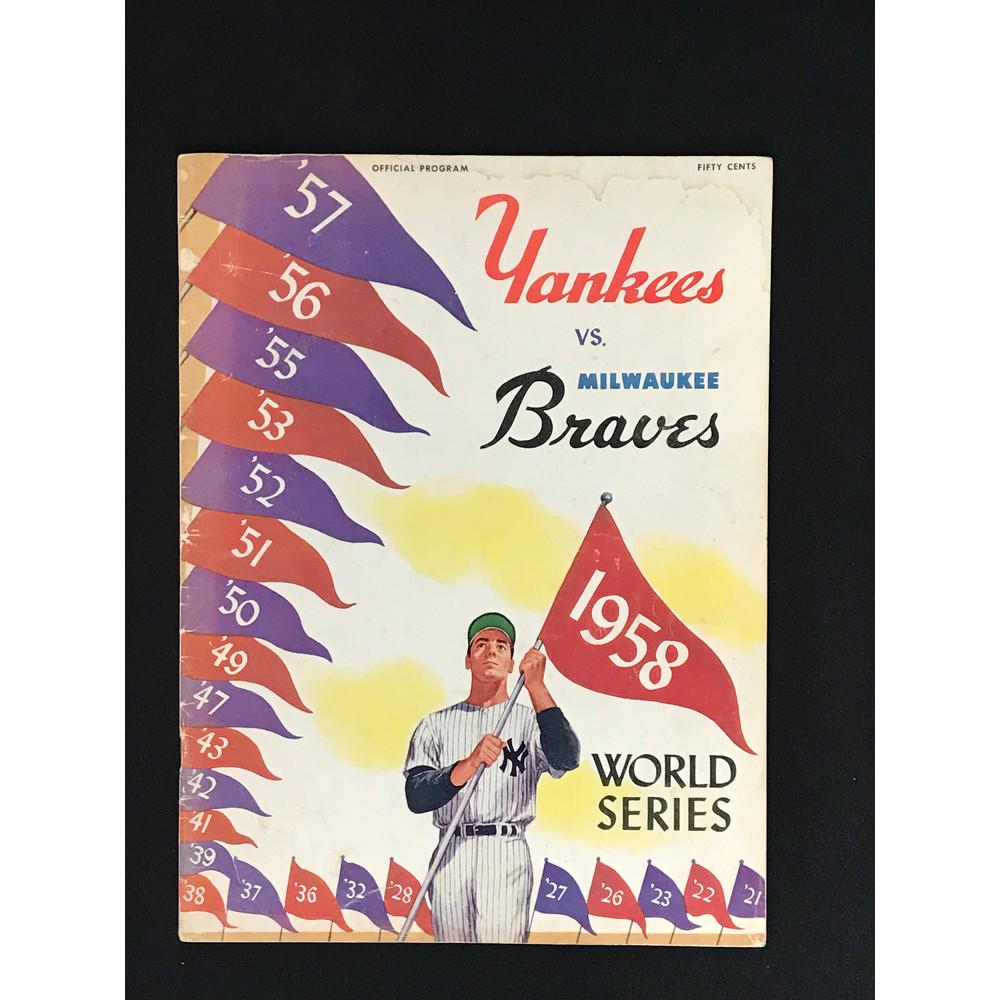 OFFICIAL PROGRAM
FIFTY CENTS
Yankees
VS.
MILWAUKEE
Braves
'57
'56
'55
'53
'52
'51
'50
'49
'47
'43
'42
'41
'39
'38
'37
'36
'32
'28
'27
'26
'23
'22
'21
1958
NY
WORLD
SERIES